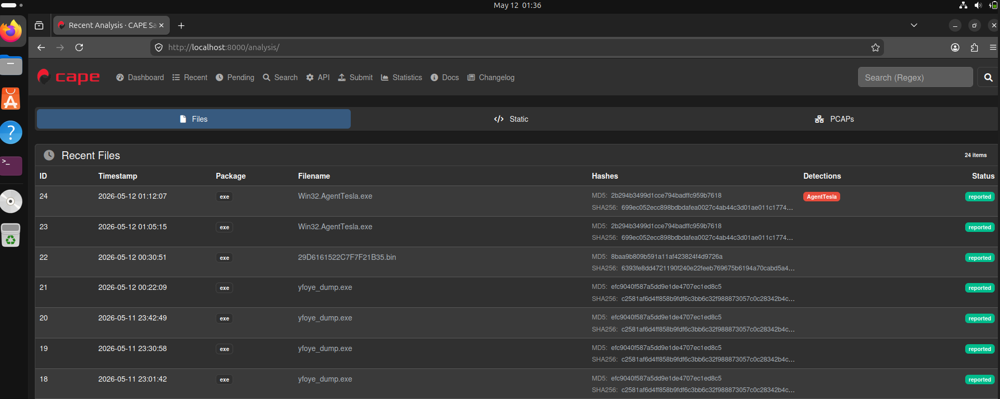 May 12 01:36
Recent Analysis · CAPE Sa
http://localhost:8000/analysis/
cape Dashboard Recent Pending Search API Submit Statistics Docs Changelog Search (Regex)
Files Static PCAPs
Recent Files 24 items
ID Timestamp Package Filename Hashes Detections Status
24 2026-05-12 01:12:07 exe Win32.AgentTesla.exe MD5: 2b294b3499d1cce794badffc959b7618 AgentTesla reported
SHA256: 699ec052ecc898bdbdafea0027c4ab44c3d01ae011c1774...
23 2026-05-12 01:05:15 exe Win32.AgentTesla.exe MD5: 2b294b3499d1cce794badffc959b7618 reported
SHA256: 699ec052ecc898bdbdafea0027c4ab44c3d01ae011c1774...
22 2026-05-12 00:30:51 exe 29D6161522C7F7F21B35.bin MD5: 8baa9b809b591a11af423824f4d9726a reported
SHA256: 6393fe8dd4721190f240e22feeb769675b6194a70cabd5a4...
21 2026-05-12 00:22:09 exe yfoye_dump.exe MD5: efc9040f587a5dd9e1de4707ec1ed8c5 reported
SHA256: c2581af6d4ff858b9fdf6c3bb6c32f988873057c0c28342b4c...
20 2026-05-11 23:42:49 exe yfoye_dump.exe MD5: efc9040f587a5dd9e1de4707ec1ed8c5 reported
SHA256: c2581af6d4ff858b9fdf6c3bb6c32f988873057c0c28342b4c...
19 2026-05-11 23:30:58 exe yfoye_dump.exe MD5: efc9040f587a5dd9e1de4707ec1ed8c5 reported
SHA256: c2581af6d4ff858b9fdf6c3bb6c32f988873057c0c28342b4c...
18 2026-05-11 23:01:42 exe yfoye_dump.exe MD5: efc9040f587a5dd9e1de4707ec1ed8c5 reported
SHA256: c2581af6d4ff858b9fdf6c3bb6c32f988873057c0c28342b4c...